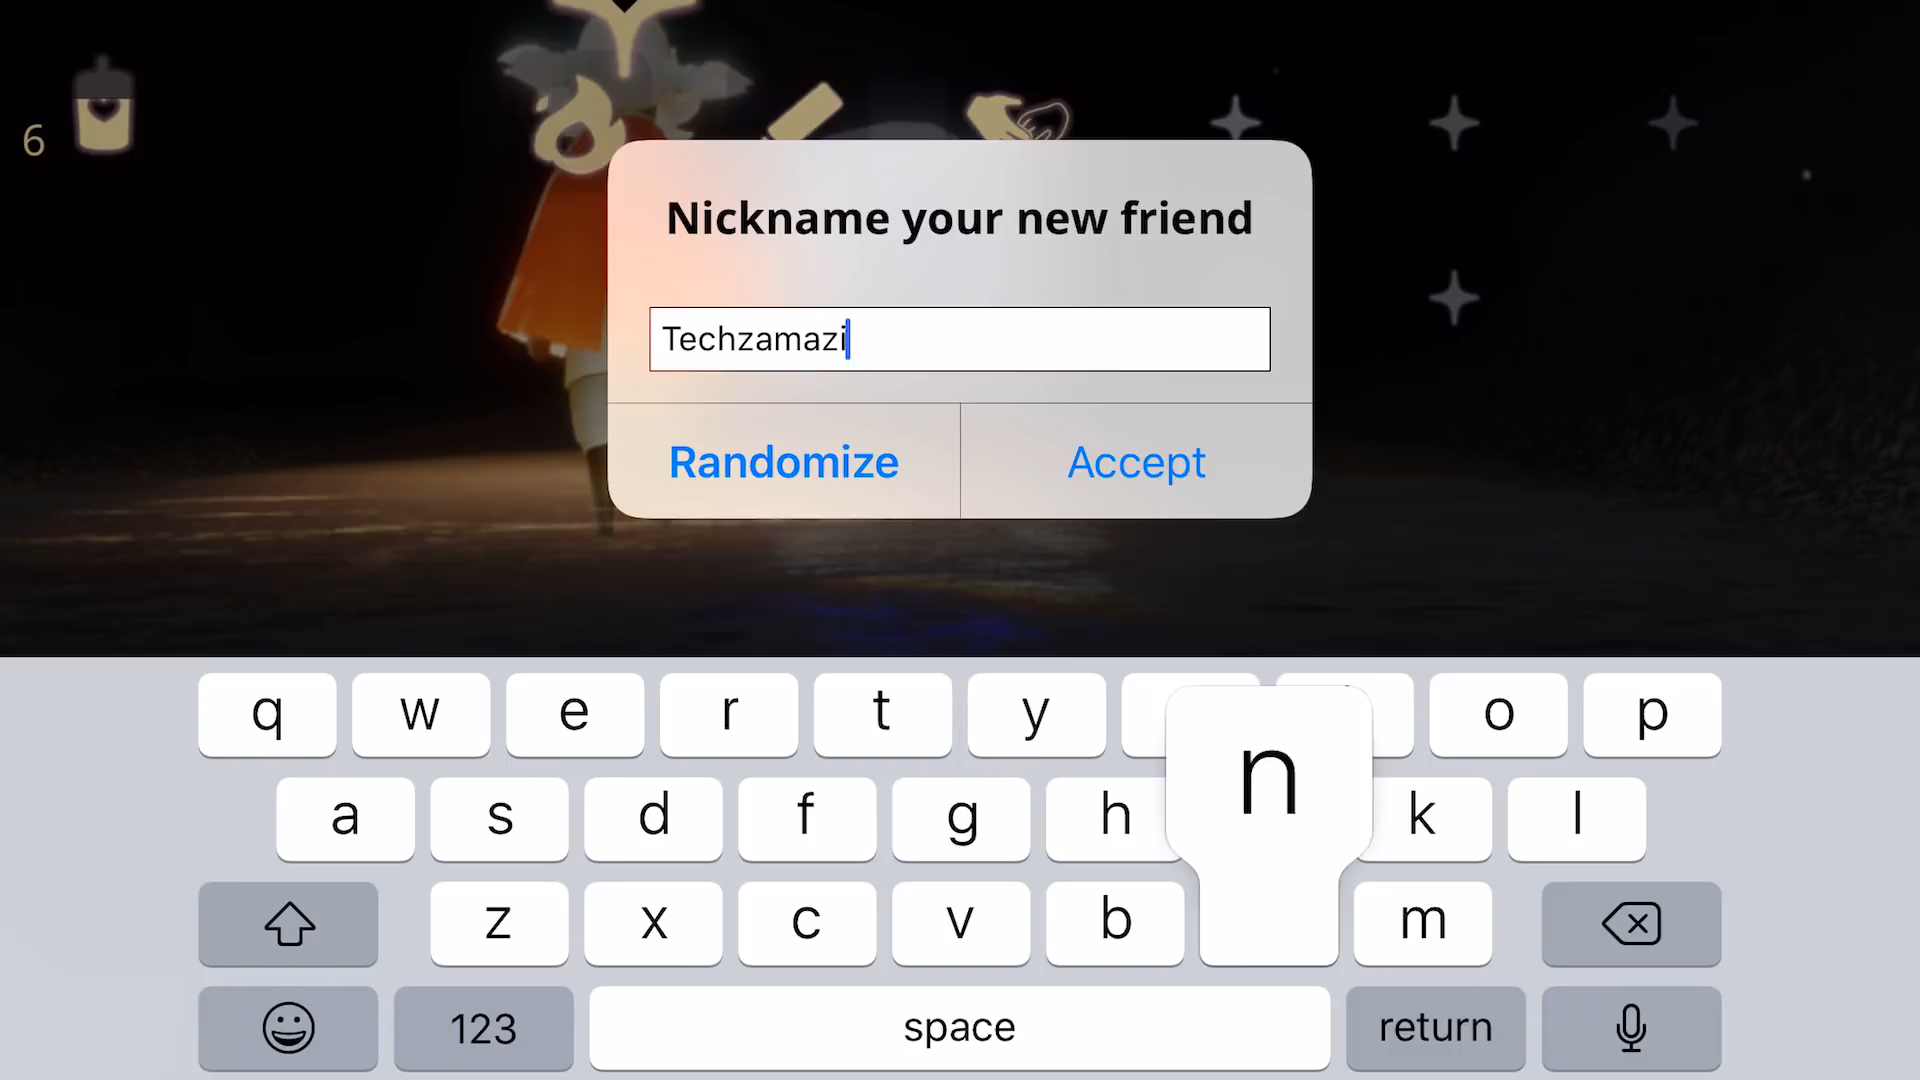 6
Nickname your new friend
Techzamazi
Randomize Accept
q w e r t y o p
a s d f g h k l
n
z x c v b m
123 space return